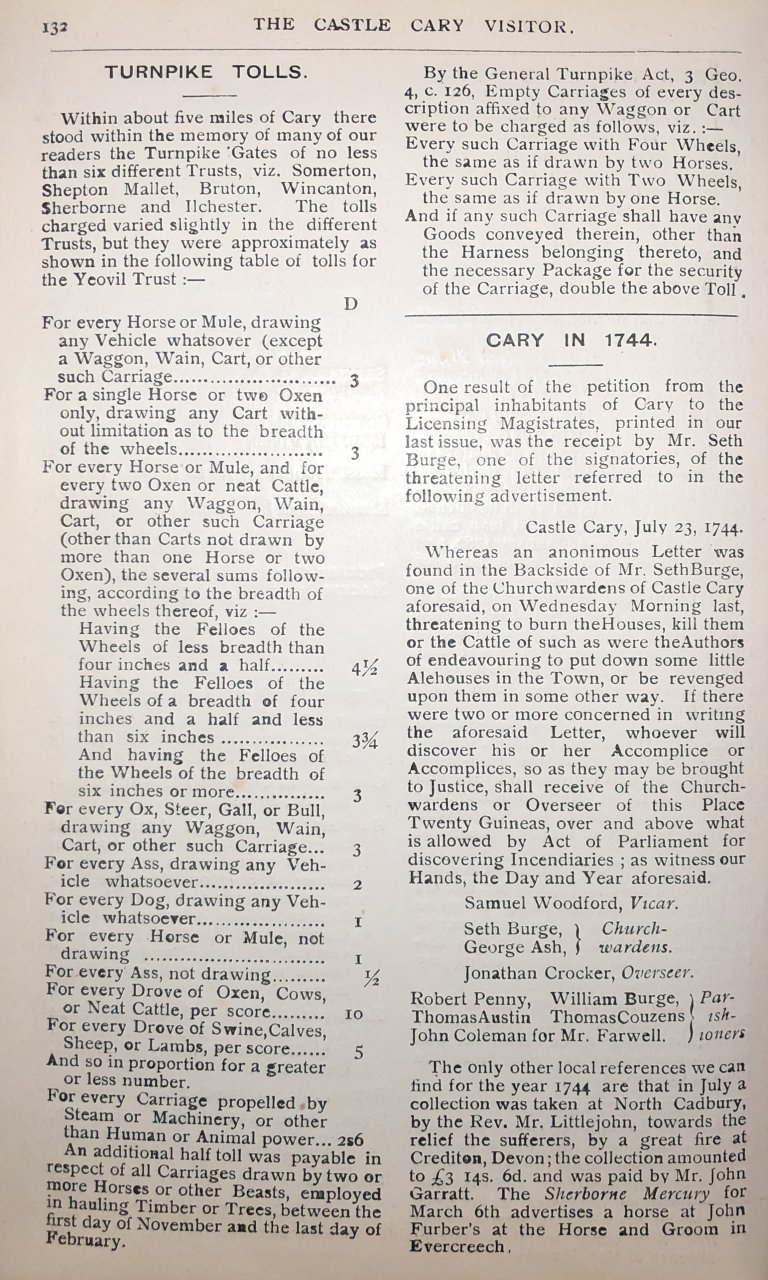 132
THE CASTLE CARY VISITOR.
TURNPIKE TOLLS.
Within about five miles of Cary there
stood within the memory of many of our
readers the Turnpike Gates of no less
than six different Trusts, viz. Somerton,
Shepton Mallet, Bruton, Wincanton,
Sherborne and Ilchester. The tolls
charged varied slightly in the different
Trusts, but they were approximately as
shown in the following table of tolls for
the Yeovil Trust :—
D
For every Horse or Mule, drawing
any Vehicle whatsover (except
a Waggon, Wain, Cart, or other
such Carriage............................ 3
For a single Horse or two Oxen
only, drawing any Cart with-
out limitation as to the breadth
of the wheels......................... 3
For every Horse or Mule, and for
every two Oxen or neat Cattle,
drawing any Waggon, Wain,
Cart, or other such Carriage
(other than Carts not drawn by
more than one Horse or two
Oxen), the several sums follow-
ing, according to the breadth of
the wheels thereof, viz :—
Having the Felloes of the
Wheels of less breadth than
four inches and a half......... 4½
Having the Felloes of the
Wheels of a breadth of four
inches and a half and less
than six inches .................. 3¾
And having the Felloes of
the Wheels of the breadth of
six inches or more............... 3
For every Ox, Steer, Gall, or Bull,
drawing any Waggon, Wain,
Cart, or other such Carriage... 3
For every Ass, drawing any Veh-
icle whatsoever...................... 2
For every Dog, drawing any Veh-
icle whatsoever...................... 1
For every Horse or Mule, not
drawing ............................... 1
For every Ass, not drawing......... ½
For every Drove of Oxen, Cows,
or Neat Cattle, per score......... 10
For every Drove of Swine,Calves,
Sheep, or Lambs, per score...... 5
And so in proportion for a greater
or less number.
For every Carriage propelled by
Steam or Machinery, or other
than Human or Animal power... 2s6
An additional half toll was payable in
respect of all Carriages drawn by two or
more Horses or other Beasts, employed
in hauling Timber or Trees, between the
first day of November and the last day of
February.
By the General Turnpike Act, 3 Geo.
4, c. 126, Empty Carriages of every des-
cription affixed to any Waggon or Cart
were to be charged as follows, viz. :—
Every such Carriage with Four Wheels,
the same as if drawn by two Horses.
Every such Carriage with Two Wheels,
the same as if drawn by one Horse.
And if any such Carriage shall have any
Goods conveyed therein, other than
the Harness belonging thereto, and
the necessary Package for the security
of the Carriage, double the above Toll.
CARY IN 1744.
One result of the petition from the
principal inhabitants of Cary to the
Licensing Magistrates, printed in our
last issue, was the receipt by Mr. Seth
Burge, one of the signatories, of the
threatening letter referred to in the
following advertisement.
Castle Cary, July 23, 1744.
Whereas an anonimous Letter was
found in the Backside of Mr. SethBurge,
one of the Churchwardens of Castle Cary
aforesaid, on Wednesday Morning last,
threatening to burn theHouses, kill them
or the Cattle of such as were theAuthors
of endeavouring to put down some little
Alehouses in the Town, or be revenged
upon them in some other way. If there
were two or more concerned in writing
the aforesaid Letter, whoever will
discover his or her Accomplice or
Accomplices, so as they may be brought
to Justice, shall receive of the Church-
wardens or Overseer of this Place
Twenty Guineas, over and above what
is allowed by Act of Parliament for
discovering Incendiaries ; as witness our
Hands, the Day and Year aforesaid.
Samuel Woodford, Vicar.
Seth Burge, } Church-
George Ash, } wardens.
Jonathan Crocker, Overseer.
Robert Penny, William Burge, } Par-
ThomasAustin ThomasCouzens } ish-
John Coleman for Mr. Farwell. } ioners
The only other local references we can
find for the year 1744 are that in July a
collection was taken at North Cadbury,
by the Rev. Mr. Littlejohn, towards the
relief the sufferers, by a great fire at
Crediton, Devon; the collection amounted
to £3 14s. 6d. and was paid by Mr. John
Garratt. The Sherborne Mercury for
March 6th advertises a horse at John
Furber's at the Horse and Groom in
Evercreech.